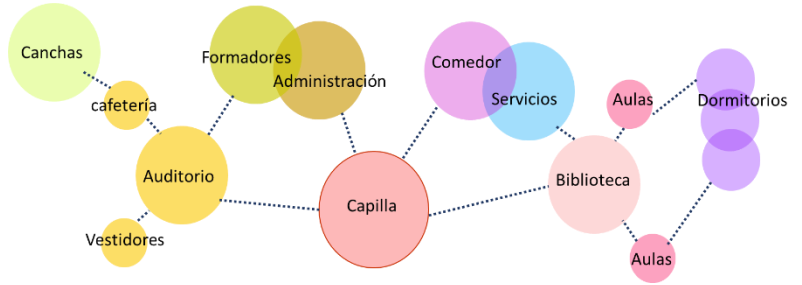 Canchas
cafetería
Formadores
Administración
Comedor
Servicios
Aulas
Dormitorios
Auditorio
Capilla
Biblioteca
Vestidores
Aulas